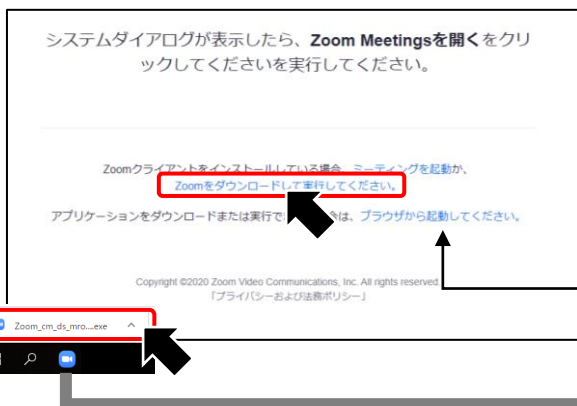 システムダイアログが表示したら、Zoom Meetingsを開くをクリ
ックしてくださいを実行してください。
Zoomクライアントをインストールしている場合、ミーティングを起動か、
Zoomをダウンロードして実行してください。
アプリケーションをダウンロードまたは実行で は、ブラウザから起動してください。
Copyright ©2020 Zoom Video Communications, Inc. All rights reserved.
「プライバシーおよび法務ポリシー」
Zoom_cm_ds_mro....exe